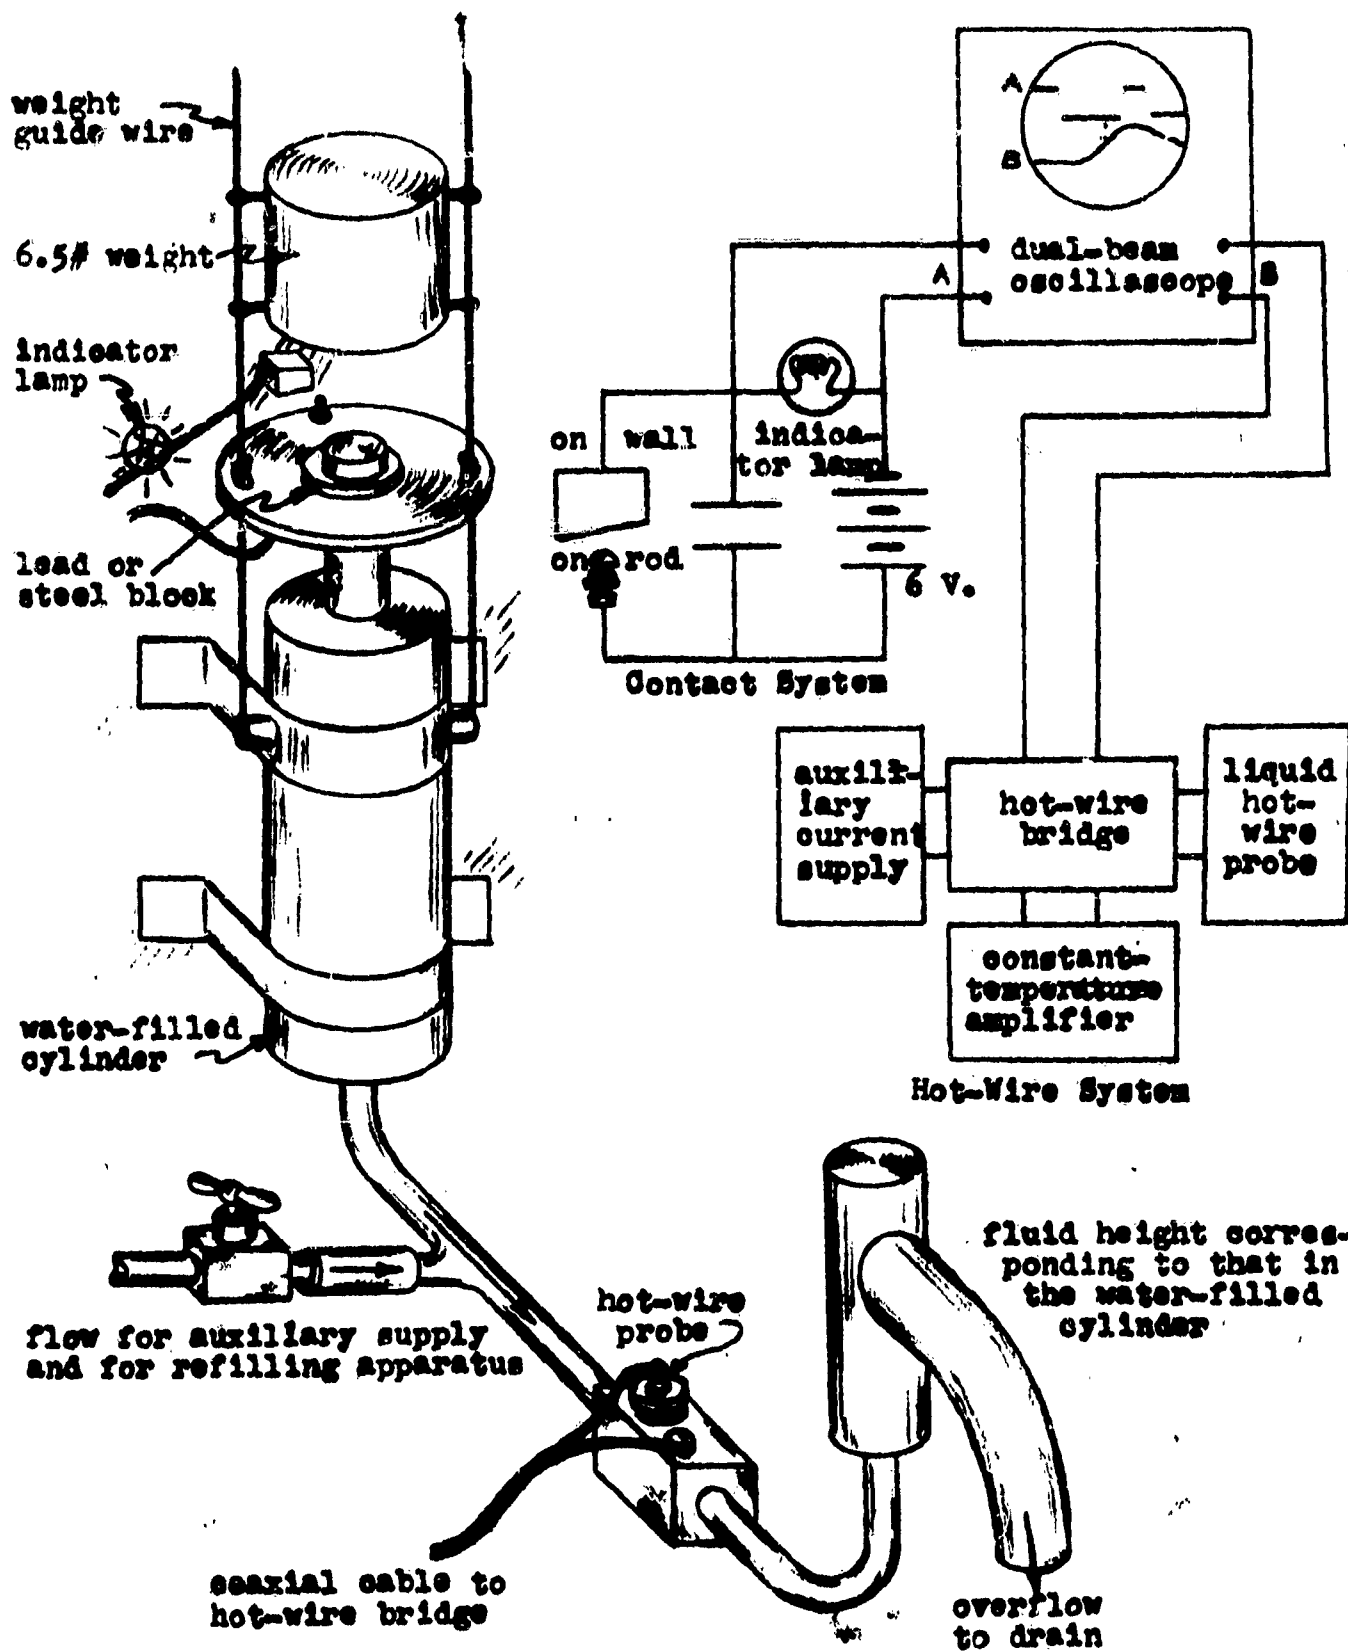 weight
guide wire
6.5# weight
indicator
lamp
lead or
steel block
water-filled
cylinder
flow for auxiliary supply
and for refilling apparatus
coaxial cable to
hot-wire bridge
hot-wire
probe
A
B
dual-beam
oscillascope
A
B
on wall
indica-
tor lamp
on rod
6 V.
Contact System
auxili-
iary
current
supply
hot-wire
bridge
liquid
hot-
wire
probe
constant-
temperature
amplifier
Hot-Wire System
fluid height corres-
ponding to that in
the water-filled
cylinder
overflow
to drain